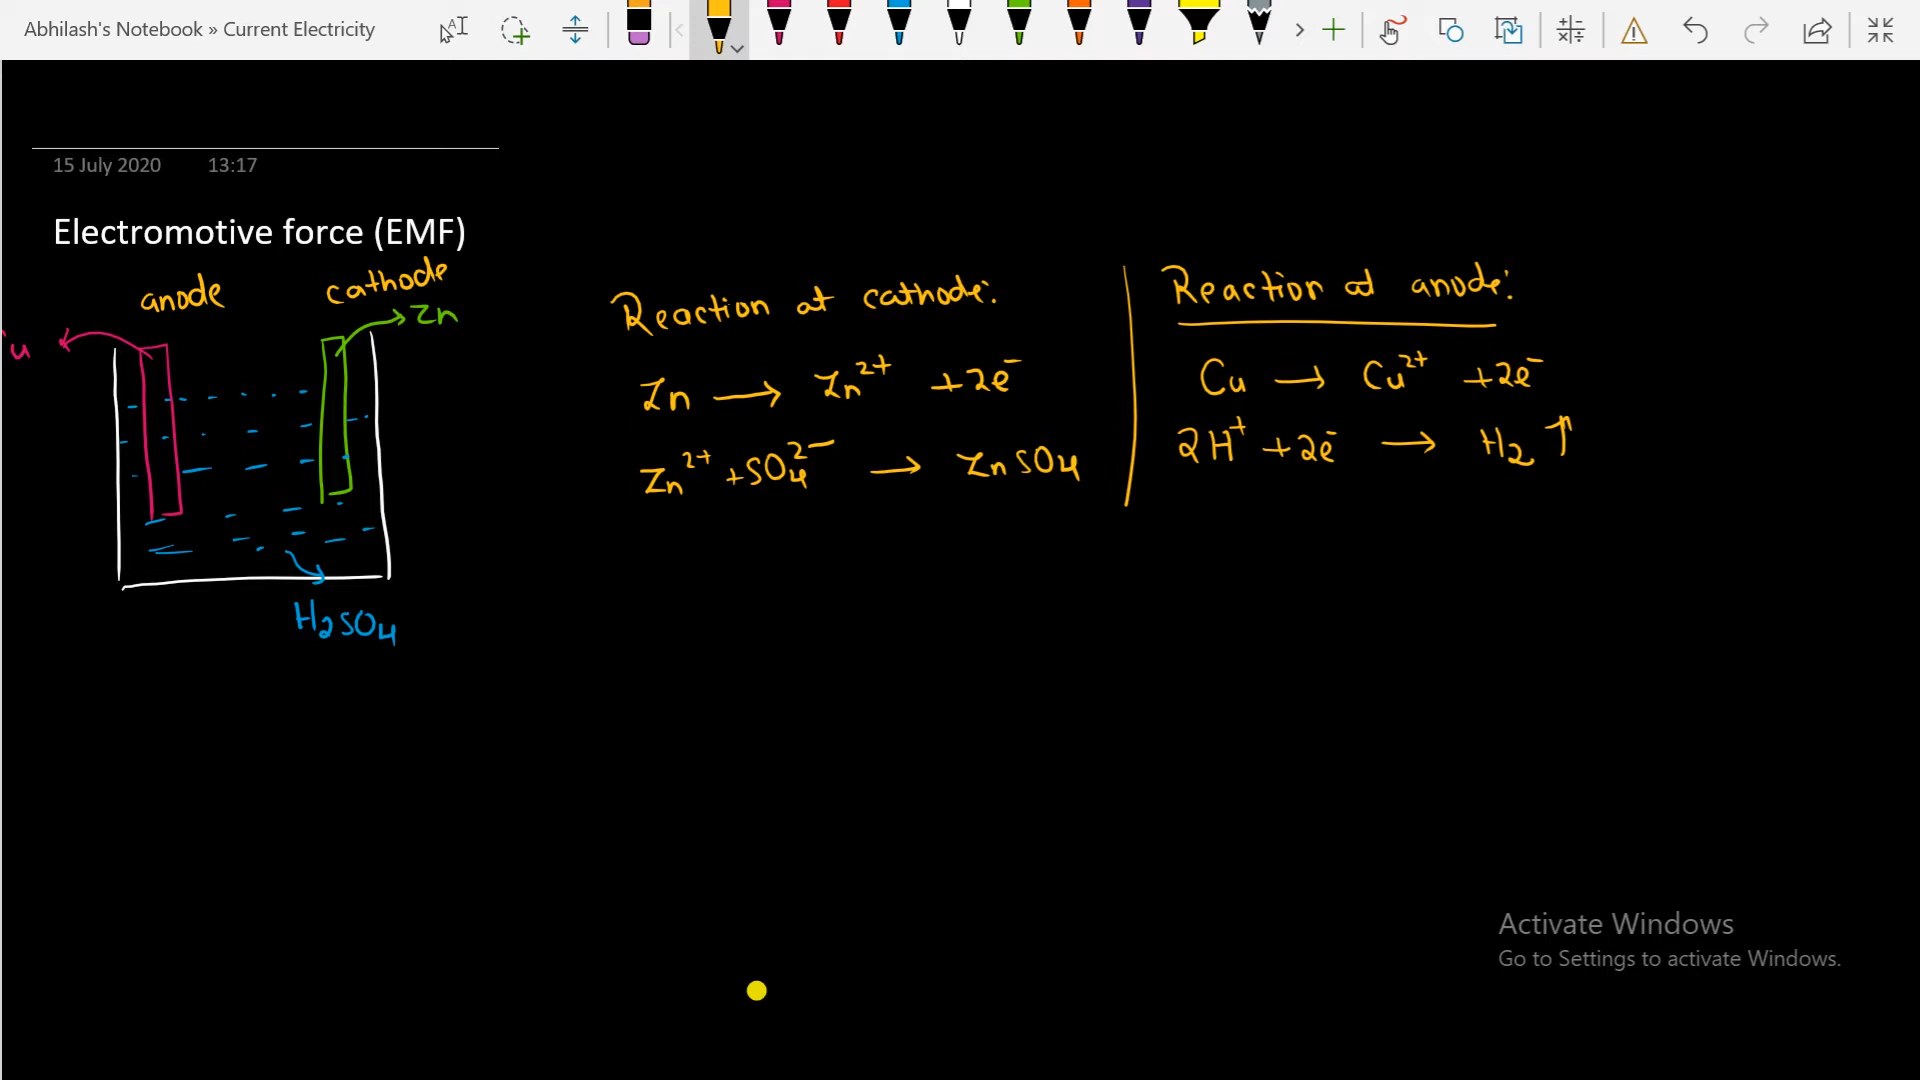 Abhilash's Notebook » Current Electricity
15 July 2020 13:17
Electromotive force (EMF)
anode
cathode
Zn
u
H₂SO₄
Reaction at cathode:
Zn → Zn²⁺ +2e⁻
Zn²⁺ +SO₄²⁻ → ZnSO₄
Reaction at anode:
Cu → Cu²⁺ +2e⁻
2H⁺ +2e⁻ → H₂ ↑
Activate Windows
Go to Settings to activate Windows.